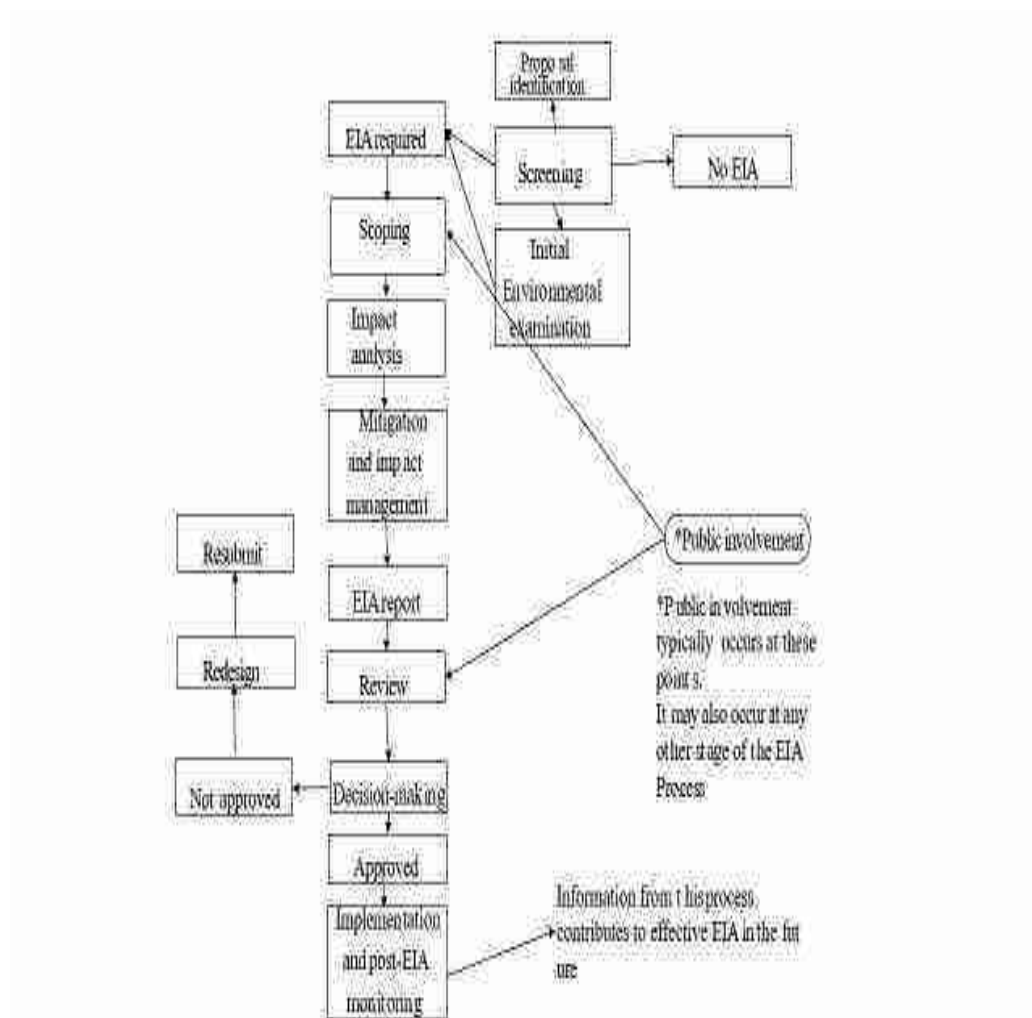 Proposal
identification
EIA required
Screening
No EIA
Scoping
Initial
Environmental
examination
Impact
analysis
Mitigation
and impact
management
*Public involvement
Resubmit
EIA report
*Public involvement
typically occurs at these
points.
It may also occur at any
other stage of the EIA
Process
Redesign
Review
Not approved
Decision-making
Approved
Implementation
and post-EIA
monitoring
Information from this process,
contributes to effective EIA in the fut
ure